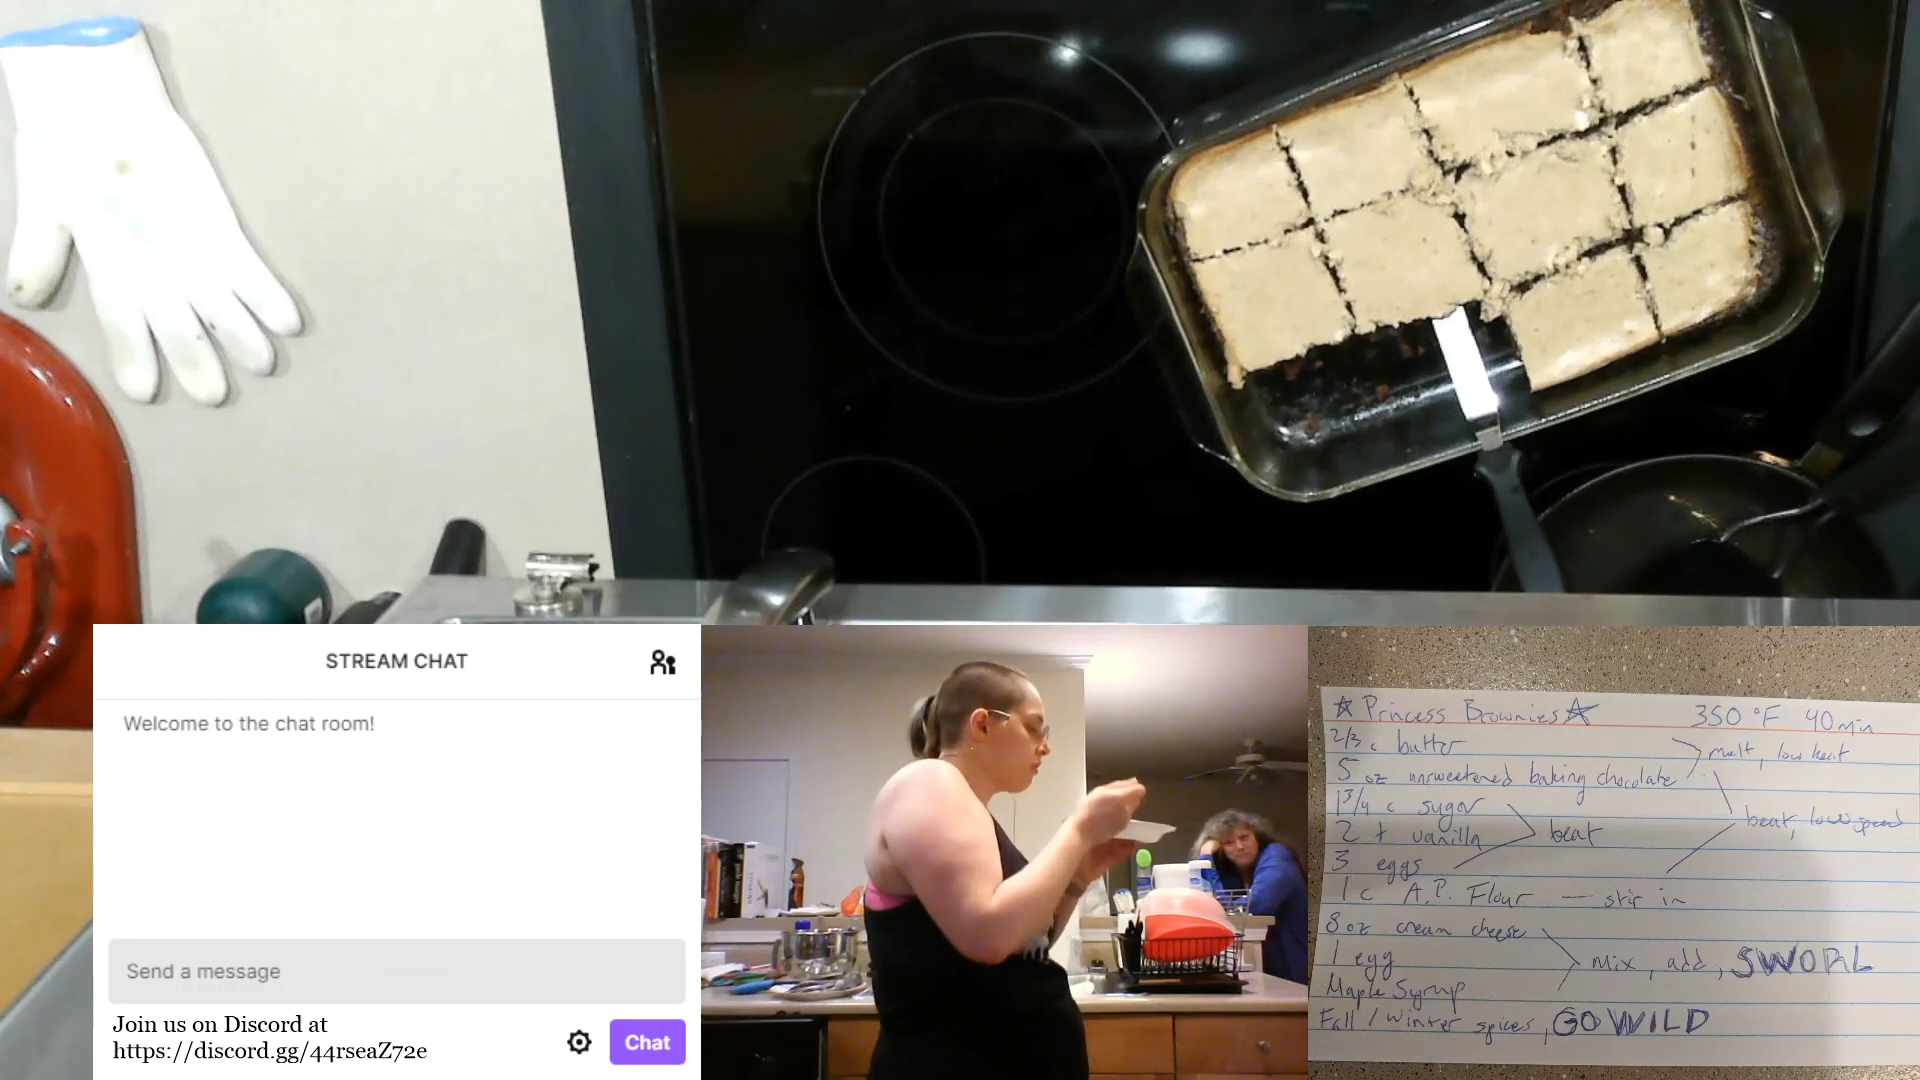 STREAM CHAT
Welcome to the chat room!
Send a message
Join us on Discord at
https://discord.gg/44rseaZ72e
Chat
☆ Princess Brownies ☆ 350 °F 40 min
2/3 c butter
melt, low heat
5 oz unsweetened baking chocolate
1 3/4 c sugar
beat, low speed
2 t vanilla
beat
3 eggs
1 c A.P. Flour — stir in
8 oz cream cheese
1 egg
mix, add, SWORL
Maple Syrup
Fall / Winter spices, GO WILD